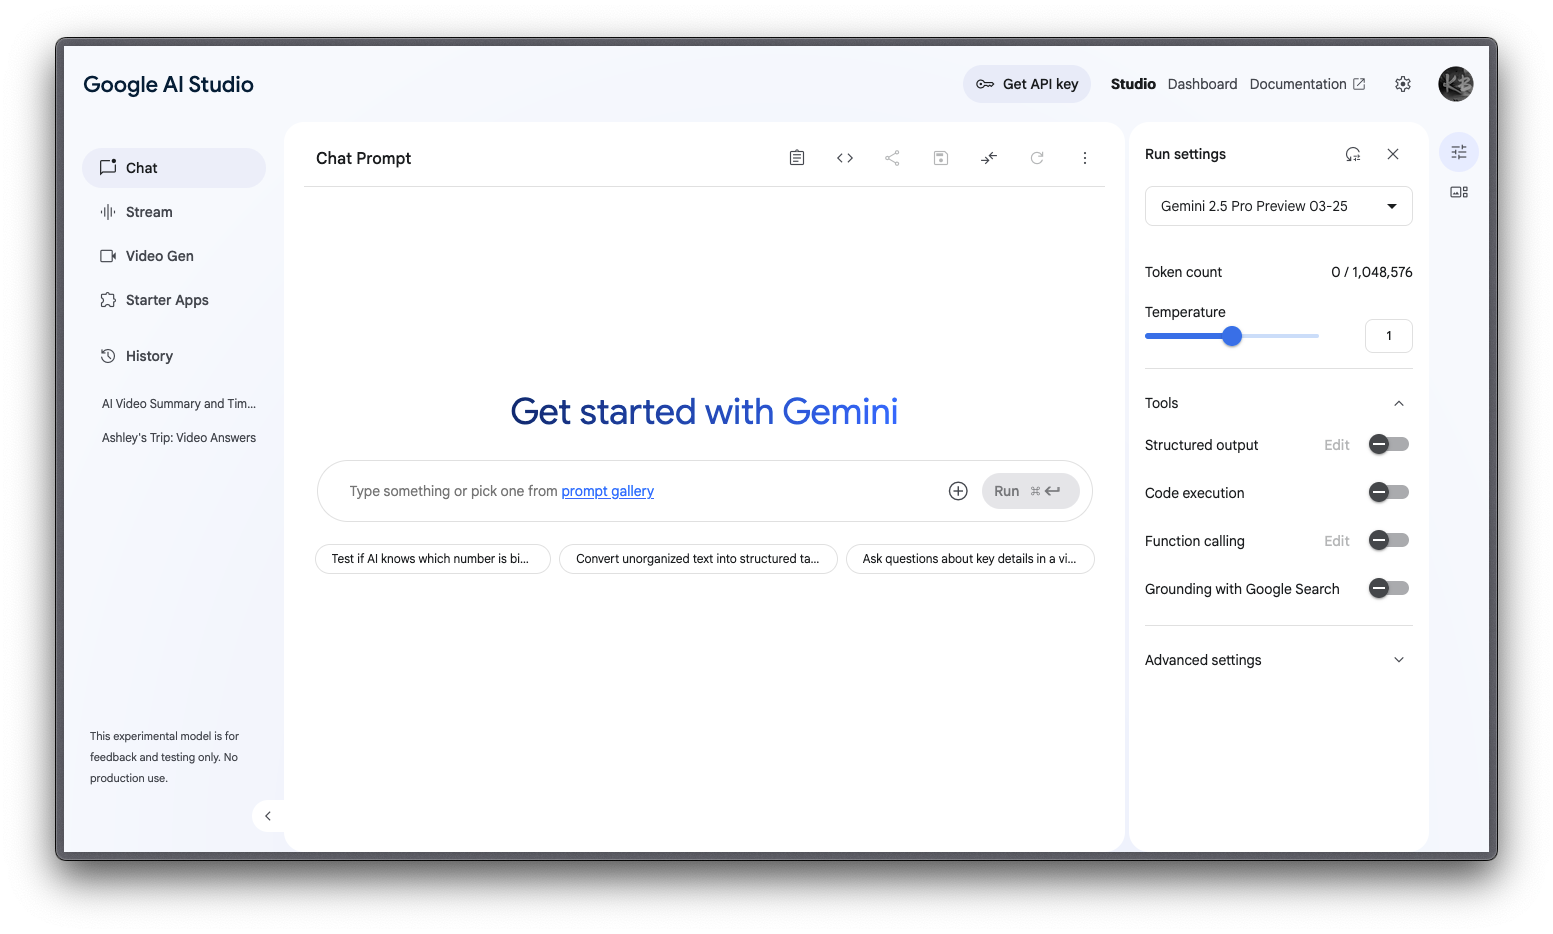 Google AI Studio
Get API key
Studio
Dashboard
Documentation
Chat
Stream
Video Gen
Starter Apps
History
AI Video Summary and Tim...
Ashley's Trip: Video Answers
This experimental model is for
feedback and testing only. No
production use.
Chat Prompt
Get started with Gemini
Type something or pick one from prompt gallery
Run ⌘
Test if AI knows which number is bi...
Convert unorganized text into structured ta...
Ask questions about key details in a vi...
Run settings
Gemini 2.5 Pro Preview 03-25
Token count 0 / 1,048,576
Temperature
1
Tools
Structured output Edit
Code execution
Function calling Edit
Grounding with Google Search
Advanced settings